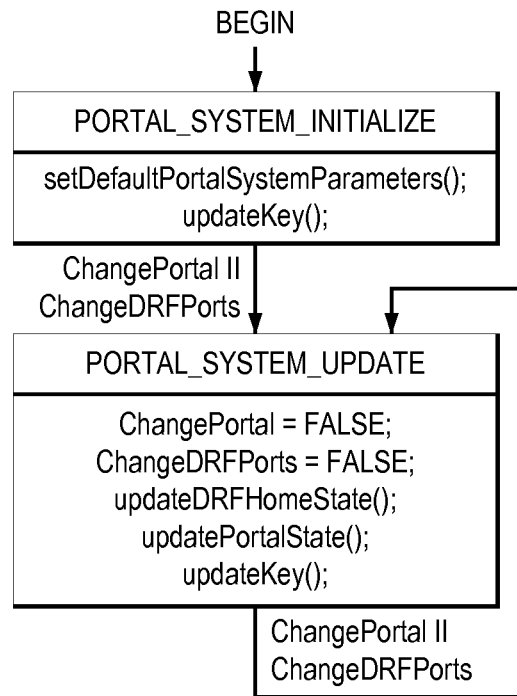 BEGIN
PORTAL_SYSTEM_INITIALIZE
setDefaultPortalSystemParameters();
updateKey();
ChangePortal II
ChangeDRFPorts
PORTAL_SYSTEM_UPDATE
ChangePortal = FALSE;
ChangeDRFPorts = FALSE;
updateDRFHomeState();
updatePortalState();
updateKey();
ChangePortal II
ChangeDRFPorts